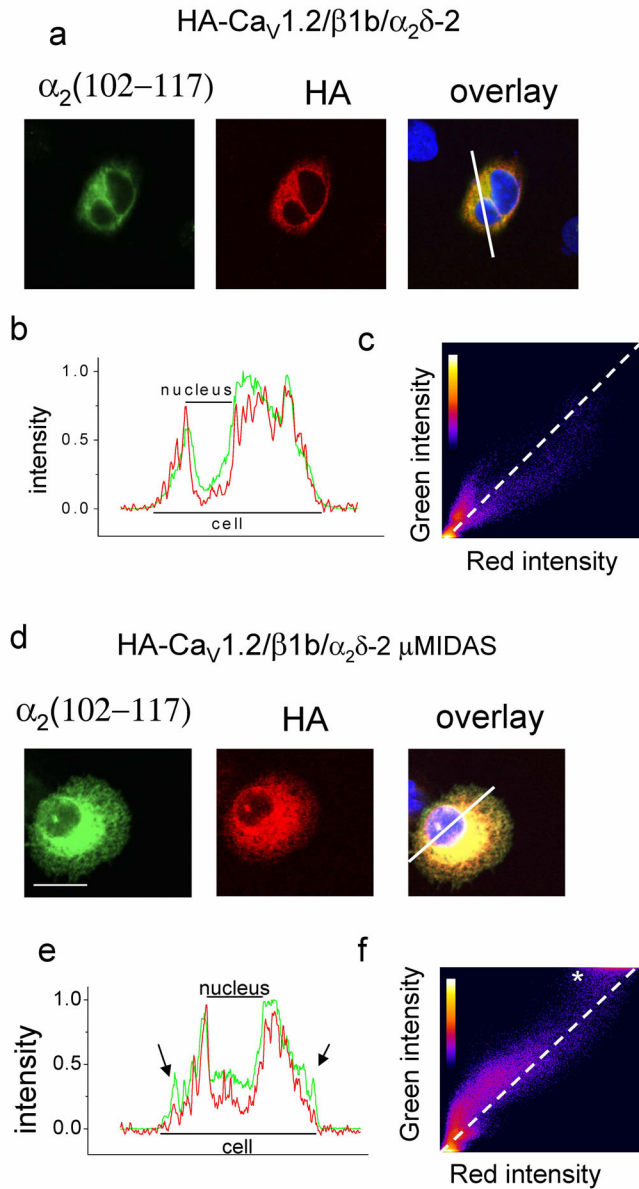 a
HA-CaV1.2/β1b/α2δ-2
α2(102–117)
HA
overlay
b
intensity
1.0
0.5
0.0
nucleus
cell
c
Green intensity
Red intensity
d
HA-CaV1.2/β1b/α2δ-2 μMIDAS
α2(102–117)
HA
overlay
e
intensity
1.0
0.5
0.0
nucleus
cell
f
Green intensity
*
Red intensity